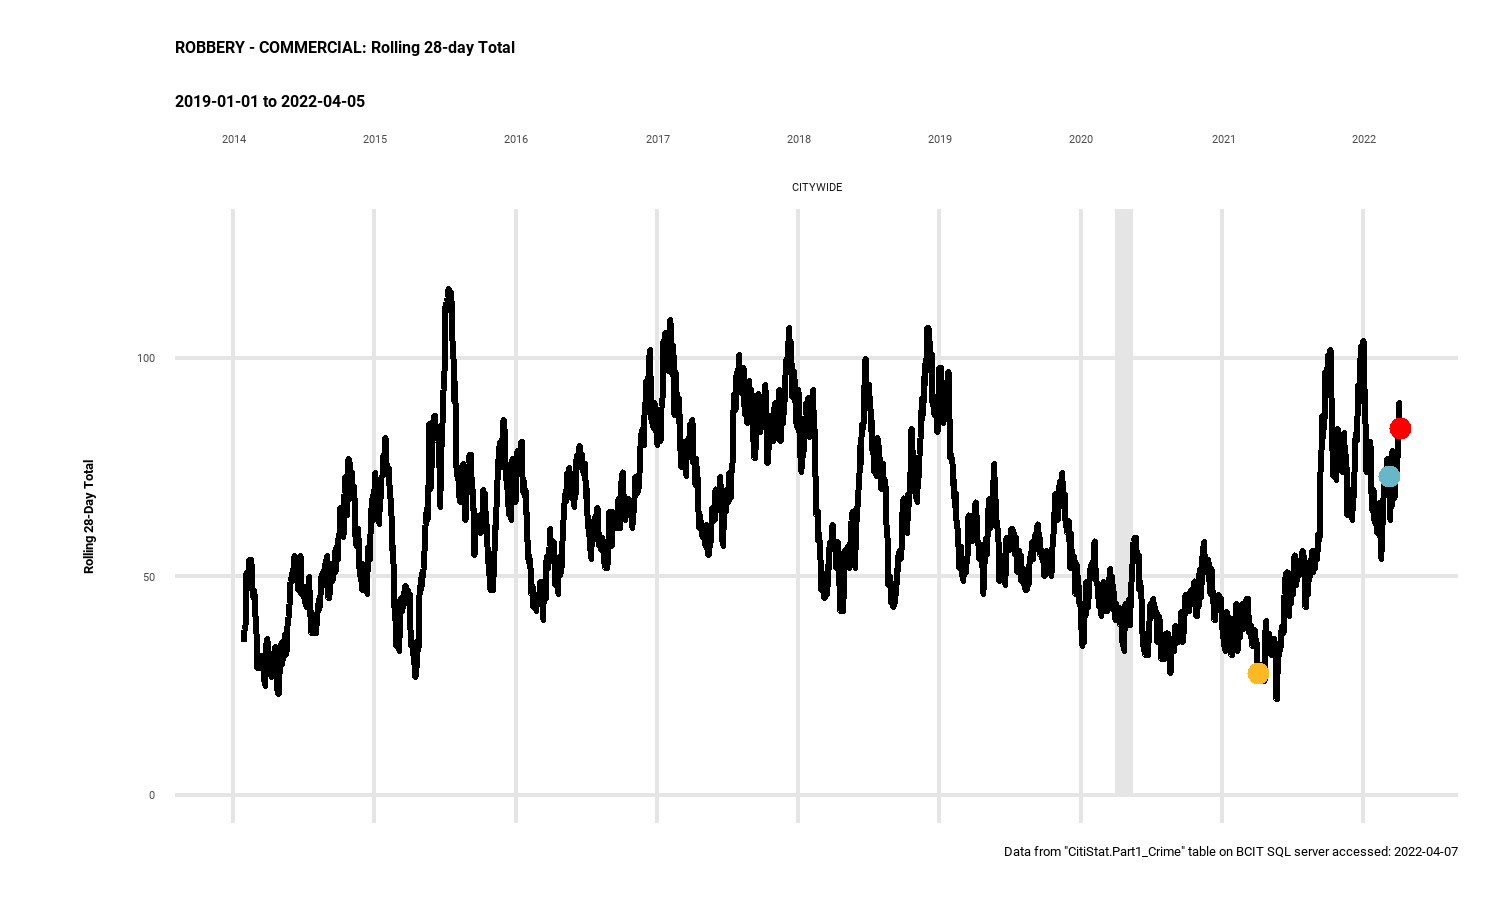 ROBBERY - COMMERCIAL: Rolling 28-day Total
2019-01-01 to 2022-04-05
2014 2015 2016 2017 2018 2019 2020 2021 2022
CITYWIDE
Rolling 28-Day Total
100
50
0
Data from "CitiStat.Part1_Crime" table on BCIT SQL server accessed: 2022-04-07